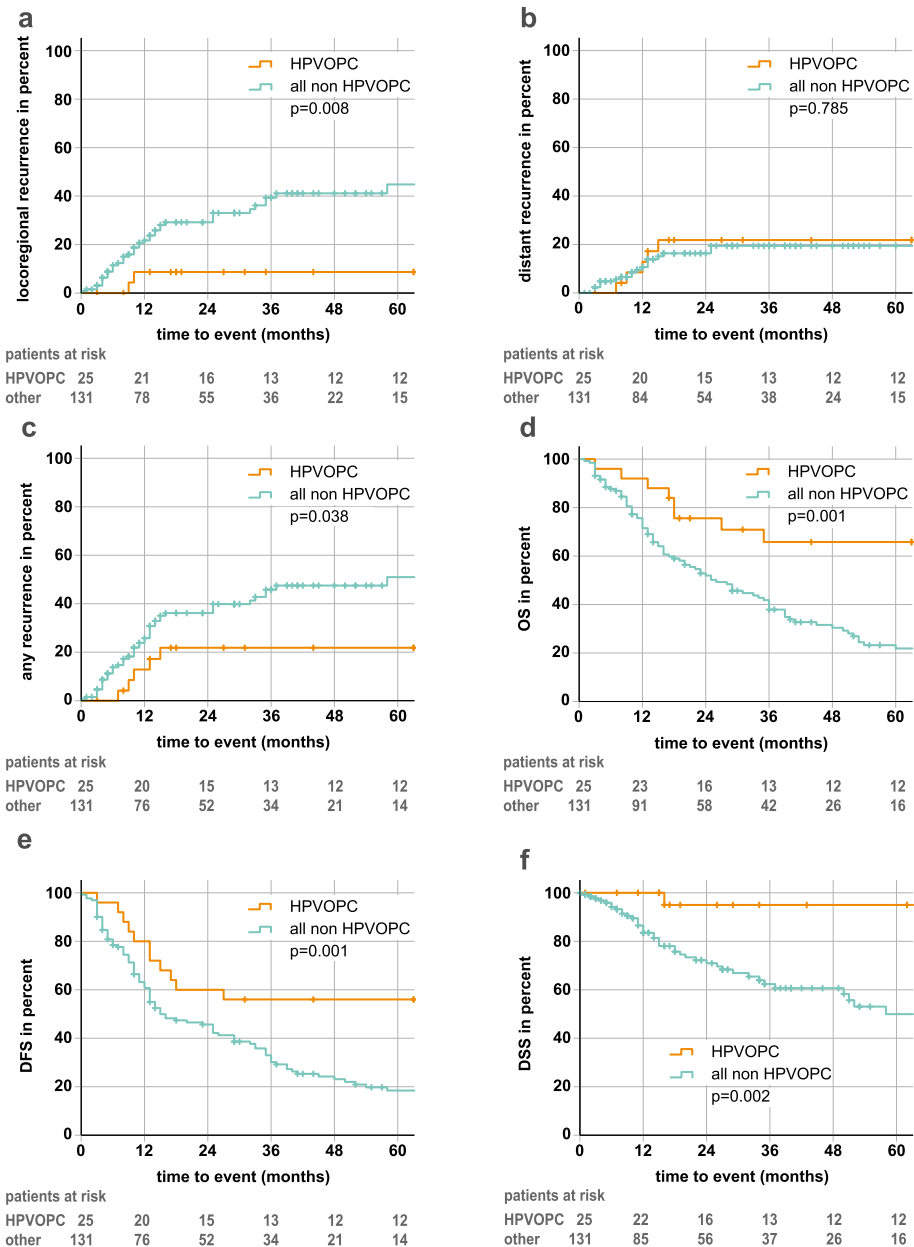 a
locoregional recurrence in percent
100
80
60
40
20
0
HPVOPC
all non HPVOPC
p=0.008
0 12 24 36 48 60
time to event (months)
patients at risk
HPVOPC 25 21 16 13 12 12
other 131 78 55 36 22 15
b
distant recurrence in percent
100
80
60
40
20
0
HPVOPC
all non HPVOPC
p=0.785
0 12 24 36 48 60
time to event (months)
patients at risk
HPVOPC 25 20 15 13 12 12
other 131 84 54 38 24 15
c
any recurrence in percent
100
80
60
40
20
0
HPVOPC
all non HPVOPC
p=0.038
0 12 24 36 48 60
time to event (months)
patients at risk
HPVOPC 25 20 15 13 12 12
other 131 76 52 34 21 14
d
OS in percent
100
80
60
40
20
0
HPVOPC
all non HPVOPC
p=0.001
0 12 24 36 48 60
time to event (months)
patients at risk
HPVOPC 25 23 16 13 12 12
other 131 91 58 42 26 16
e
DFS in percent
100
80
60
40
20
0
HPVOPC
all non HPVOPC
p=0.001
0 12 24 36 48 60
time to event (months)
patients at risk
HPVOPC 25 20 15 13 12 12
other 131 76 52 34 21 14
f
DSS in percent
100
80
60
40
20
0
HPVOPC
all non HPVOPC
p=0.002
0 12 24 36 48 60
time to event (months)
patients at risk
HPVOPC 25 22 16 13 12 12
other 131 85 56 37 26 16